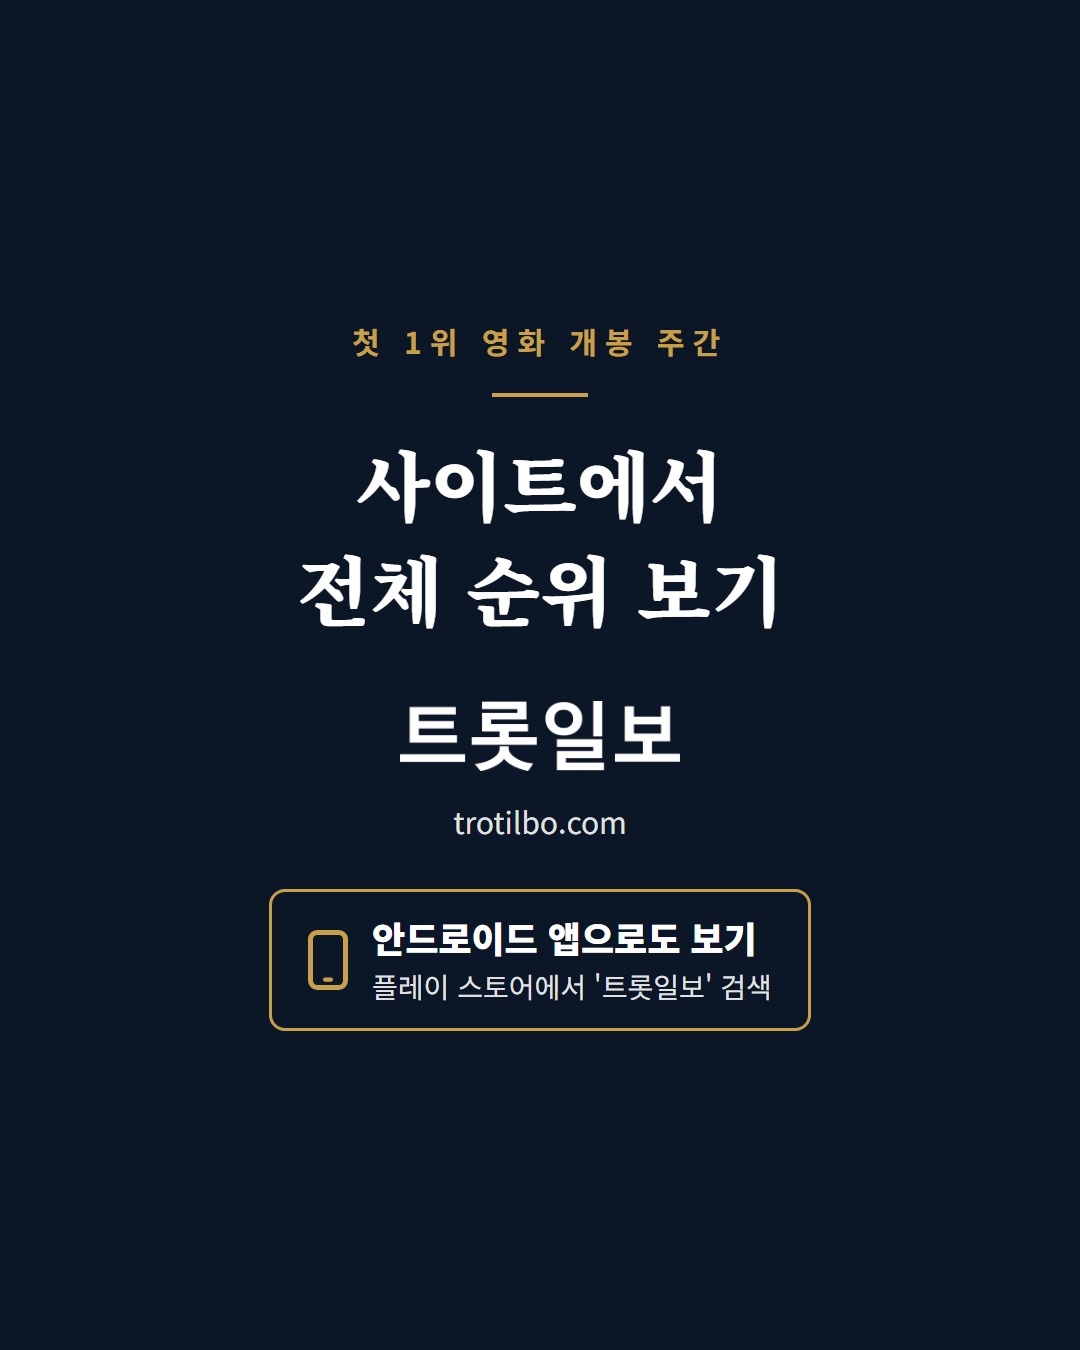 첫 1위 영화 개봉 주간
사이트에서
전체 순위 보기
트롯일보
trotilbo.com
안드로이드 앱으로도 보기
플레이 스토어에서 '트롯일보' 검색